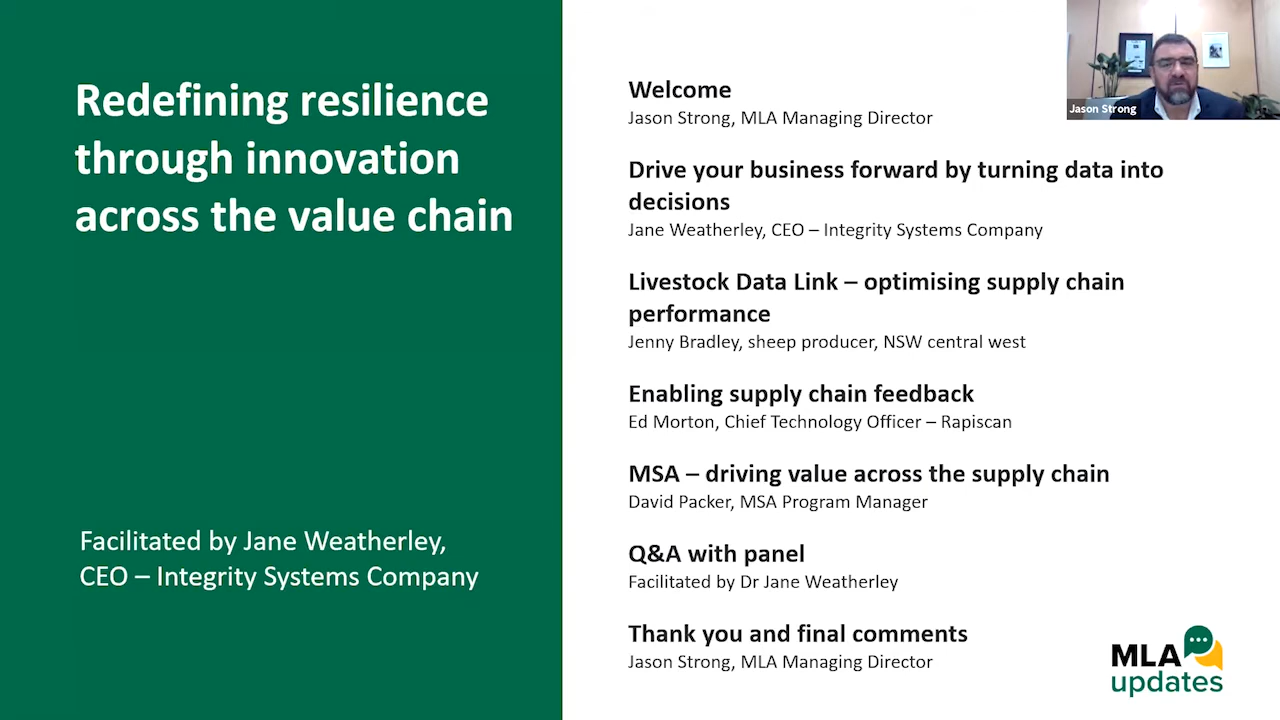 Redefining resilience
through innovation
across the value chain
Facilitated by Jane Weatherley,
CEO – Integrity Systems Company
Welcome
Jason Strong, MLA Managing Director
Drive your business forward by turning data into
decisions
Jane Weatherley, CEO – Integrity Systems Company
Livestock Data Link – optimising supply chain
performance
Jenny Bradley, sheep producer, NSW central west
Enabling supply chain feedback
Ed Morton, Chief Technology Officer – Rapiscan
MSA – driving value across the supply chain
David Packer, MSA Program Manager
Q&A with panel
Facilitated by Dr Jane Weatherley
Thank you and final comments
Jason Strong, MLA Managing Director
Jason Strong
MLA
updates